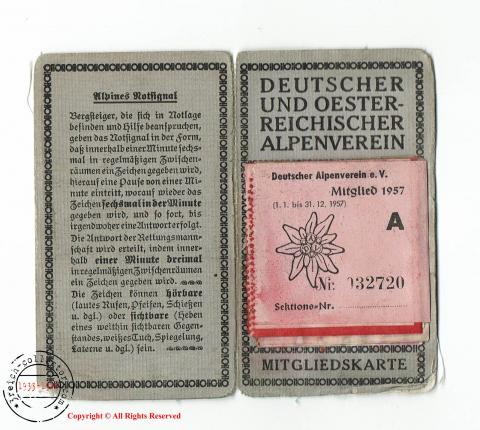 Alpines Notsignal
Bergsteiger, die sich in Notlage
befinden und Hilfe beanspruchen,
geben das Notsignal in der Form,
daß innerhalb einer Minute sechs-
mal in regelmäßigen Zwischen-
räumen ein Zeichen gegeben wird,
hierauf eine Pause von einer Mi-
nute eintritt, worauf wieder das
Zeichen sechsmal in der Minute
gegeben wird, und so fort, bis
irgendwoher eine Antwort erfolgt.
Die Antwort der Rettungsmann-
schaft wird erteilt, indem inner-
halb einer Minute dreimal
in regelmäßigen Zwischenräumen
ein Zeichen gegeben wird.
Die Zeichen können hörbare
(lautes Rufen, Pfeifen, Schießen
u. dgl.) oder sichtbare (Heben
eines weithin sichtbaren Gegen-
standes, weißes Tuch, Spiegelung,
Laterne u. dgl.) sein.
DEUTSCHER
UND OESTER-
REICHISCHER
ALPENVEREIN
Deutscher Alpenverein e. V.
Mitglied 1957
(1. 1. bis 31. 12. 1957)
A
Nr: 932720
Sektions-Nr.
MITGLIEDSKARTE
Copyright © All Rights Reserved